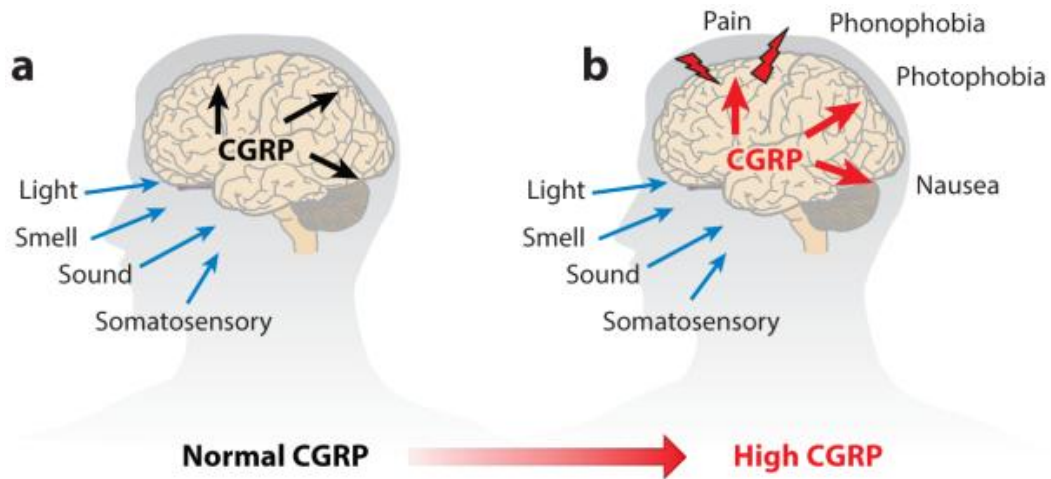 a
CGRP
Light
Smell
Sound
Somatosensory
b
Pain
Phonophobia
Photophobia
CGRP
Nausea
Light
Smell
Sound
Somatosensory
Normal CGRP
High CGRP